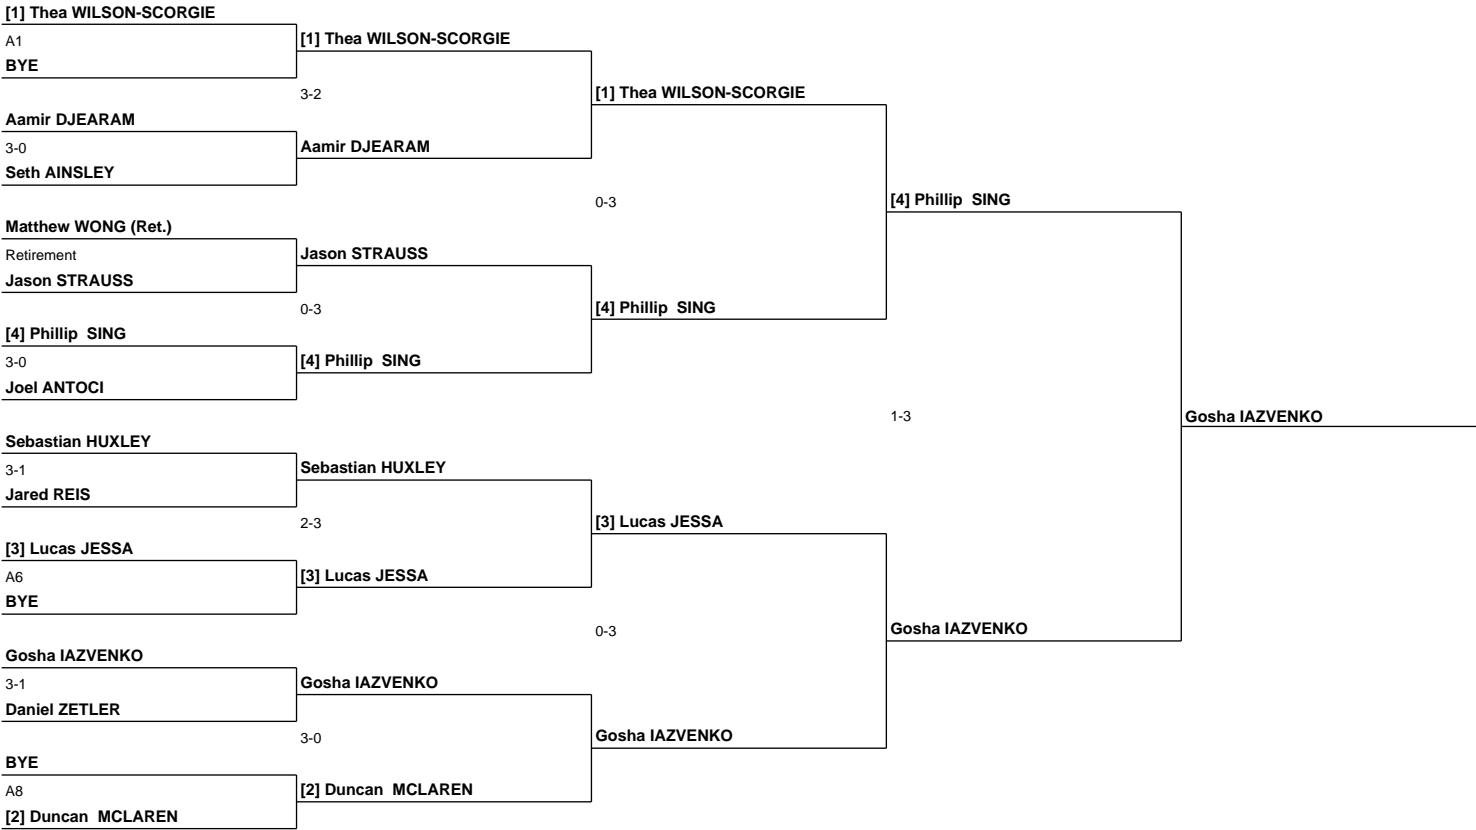 [1] Thea WILSON-SCORGIE
A1
BYE
Aamir DJEARAM
3-0
Seth AINSLEY
Matthew WONG (Ret.)
Retirement
Jason STRAUSS
[4] Phillip  SING
3-0
Joel ANTOCI
Sebastian HUXLEY
3-1
Jared REIS
[3] Lucas JESSA
A6
BYE
Gosha IAZVENKO
3-1
Daniel ZETLER
BYE
A8
[2] Duncan  MCLAREN
[1] Thea WILSON-SCORGIE
3-2
Aamir DJEARAM
Jason STRAUSS
0-3
[4] Phillip  SING
Sebastian HUXLEY
2-3
[3] Lucas JESSA
Gosha IAZVENKO
3-0
[2] Duncan  MCLAREN
[1] Thea WILSON-SCORGIE
0-3
[4] Phillip  SING
[3] Lucas JESSA
0-3
Gosha IAZVENKO
[4] Phillip  SING
1-3
Gosha IAZVENKO
Gosha IAZVENKO